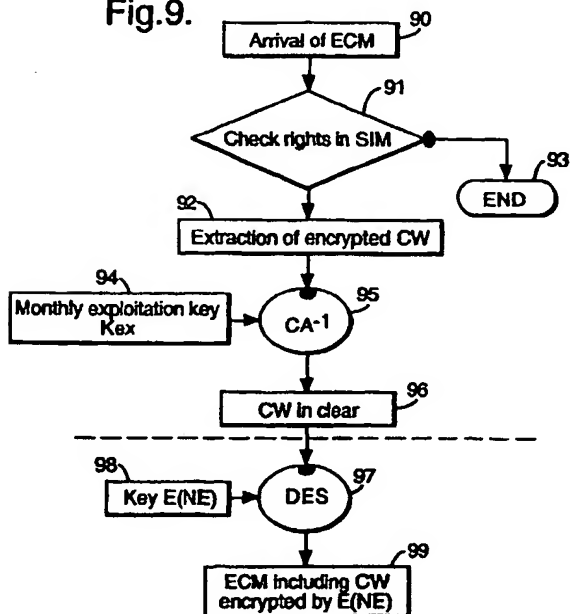 Fig.9.
90
Arrival of ECM
91
Check rights in SIM
93
END
92
Extraction of encrypted CW
94
Monthly exploitation key
Kex
95
CA-1
96
CW in clear
98
Key E(NE)
97
DES
99
ECM including CW
encrypted by E(NE)